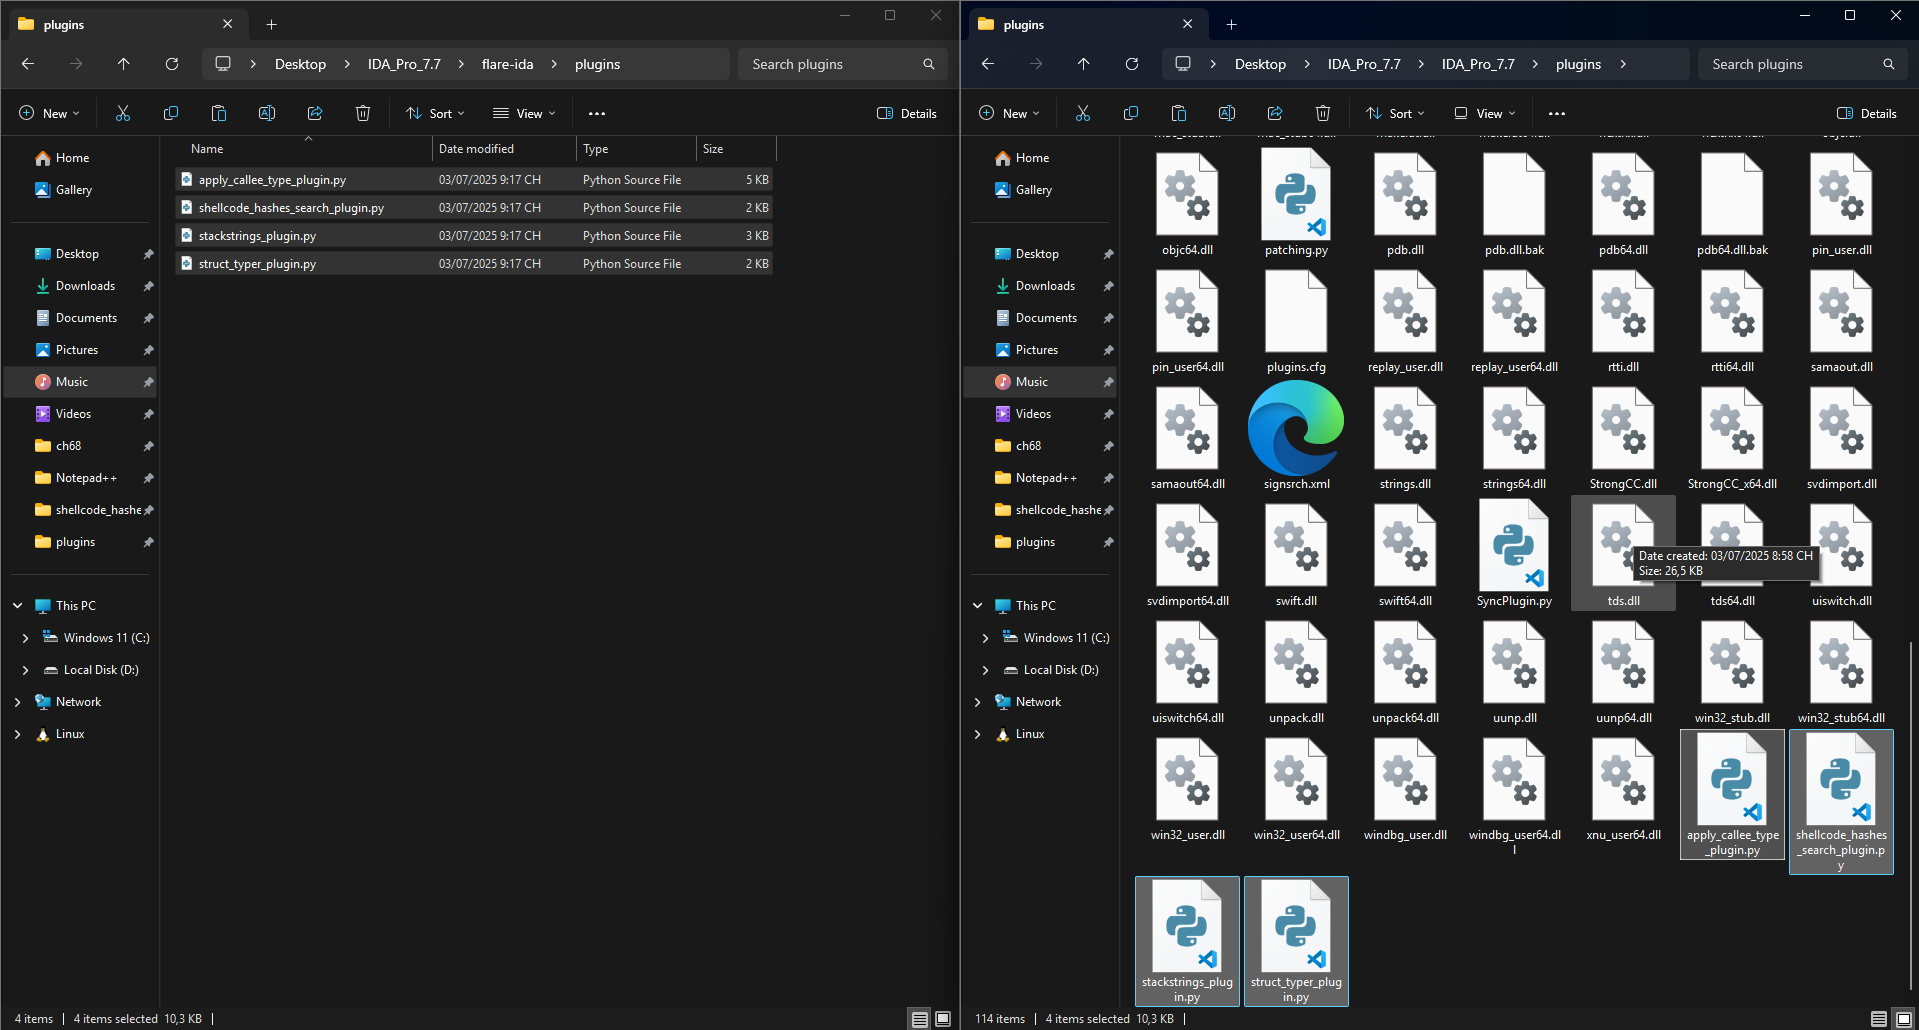 plugins
Desktop > IDA_Pro_7.7 > flare-ida > plugins
Search plugins
New
Sort
View
Details
Home
Gallery
Desktop
Downloads
Documents
Pictures
Music
Videos
ch68
Notepad++
shellcode_hashe
plugins
This PC
Windows 11 (C:)
Local Disk (D:)
Network
Linux
Name Date modified Type Size
apply_callee_type_plugin.py 03/07/2025 9:17 CH Python Source File 5 KB
shellcode_hashes_search_plugin.py 03/07/2025 9:17 CH Python Source File 2 KB
stackstrings_plugin.py 03/07/2025 9:17 CH Python Source File 3 KB
struct_typer_plugin.py 03/07/2025 9:17 CH Python Source File 2 KB
4 items 4 items selected 10,3 KB
plugins
Desktop > IDA_Pro_7.7 > IDA_Pro_7.7 > plugins >
Search plugins
New
Sort
View
Details
Home
Gallery
Desktop
Downloads
Documents
Pictures
Music
Videos
ch68
Notepad++
shellcode_hashe
plugins
This PC
Windows 11 (C:)
Local Disk (D:)
Network
Linux
objc64.dll patching.py pdb.dll pdb.dll.bak pdb64.dll pdb64.dll.bak pin_user.dll
pin_user64.dll plugins.cfg replay_user.dll replay_user64.dll rtti.dll rtti64.dll samaout.dll
samaout64.dll signsrch.xml strings.dll strings64.dll StrongCC.dll StrongCC_x64.dll svdimport.dll
Date created: 03/07/2025 8:58 CH
Size: 26,5 KB
svdimport64.dll swift.dll swift64.dll SyncPlugin.py tds.dll tds64.dll uiswitch.dll
uiswitch64.dll unpack.dll unpack64.dll uunp.dll uunp64.dll win32_stub.dll win32_stub64.dll
win32_user.dll win32_user64.dll windbg_user.dll windbg_user64.dl xnu_user64.dll apply_callee_type shellcode_hashes
l _plugin.py _search_plugin.p
y
stackstrings_plug struct_typer_plug
in.py in.py
114 items 4 items selected 10,3 KB